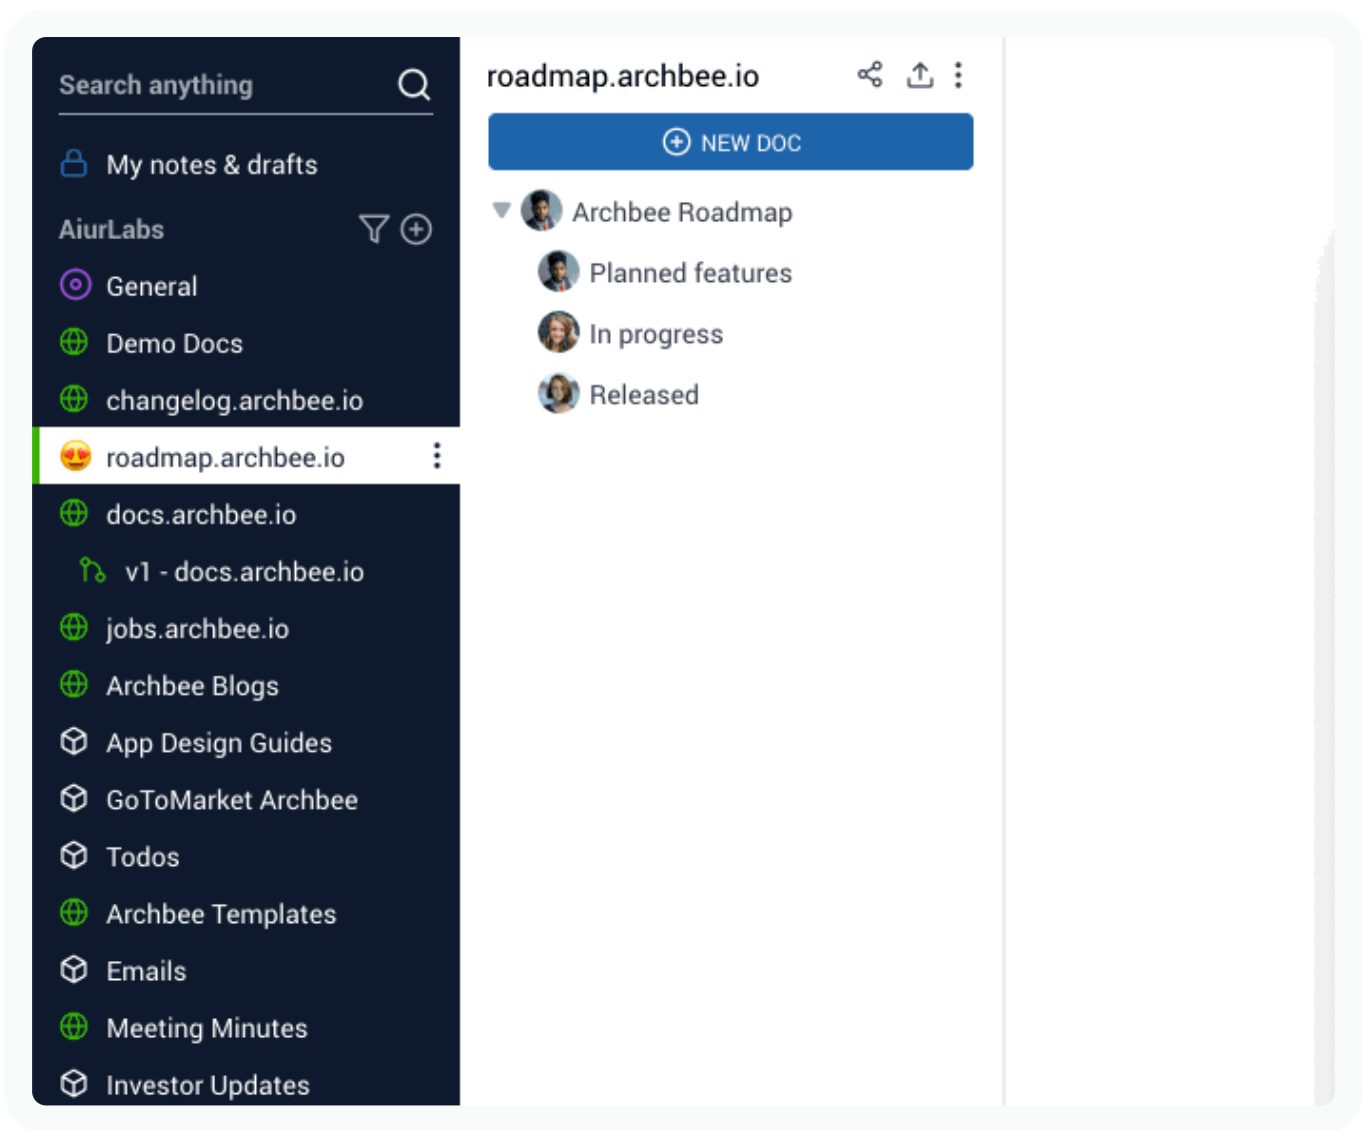 Search anything
My notes & drafts
AiurLabs
General
Demo Docs
changelog.archbee.io
roadmap.archbee.io
docs.archbee.io
v1 - docs.archbee.io
jobs.archbee.io
Archbee Blogs
App Design Guides
GoToMarket Archbee
Todos
Archbee Templates
Emails
Meeting Minutes
Investor Updates
roadmap.archbee.io
NEW DOC
Archbee Roadmap
Planned features
In progress
Released